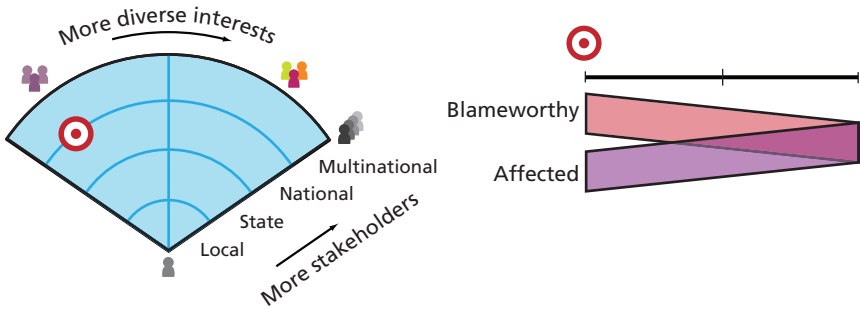 More diverse interests
Multinational
National
State
Local
More stakeholders
Blameworthy
Affected